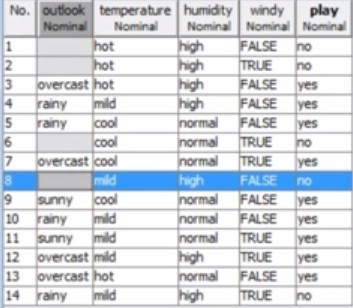 No. outlook temperature humidity windy play
Nominal Nominal Nominal Nominal Nominal
1 hot high FALSE no
2 hot high TRUE no
3 overcast hot high FALSE yes
4 rainy mild high FALSE yes
5 rainy cool normal FALSE yes
6 cool normal TRUE no
7 overcast cool normal TRUE yes
8 mild high FALSE no
9 sunny cool normal FALSE yes
10 rainy mild normal FALSE yes
11 sunny mild normal TRUE yes
12 overcast mild high TRUE yes
13 overcast hot normal FALSE yes
14 rainy mild high TRUE no